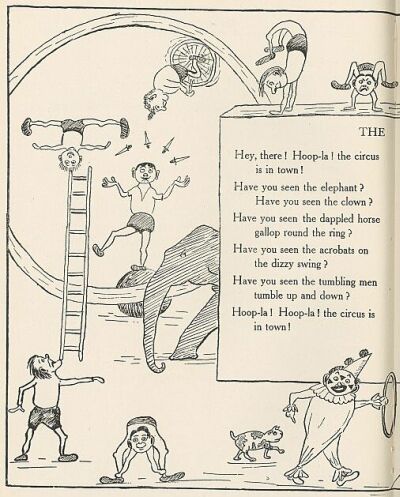 THE
Hey, there! Hoop-la! the circus
is in town!
Have you seen the elephant?
Have you seen the clown?
Have you seen the dappled horse
gallop round the ring?
Have you seen the acrobats on
the dizzy swing?
Have you seen the tumbling men
tumble up and down?
Hoop-la! Hoop-la! the circus is
in town!